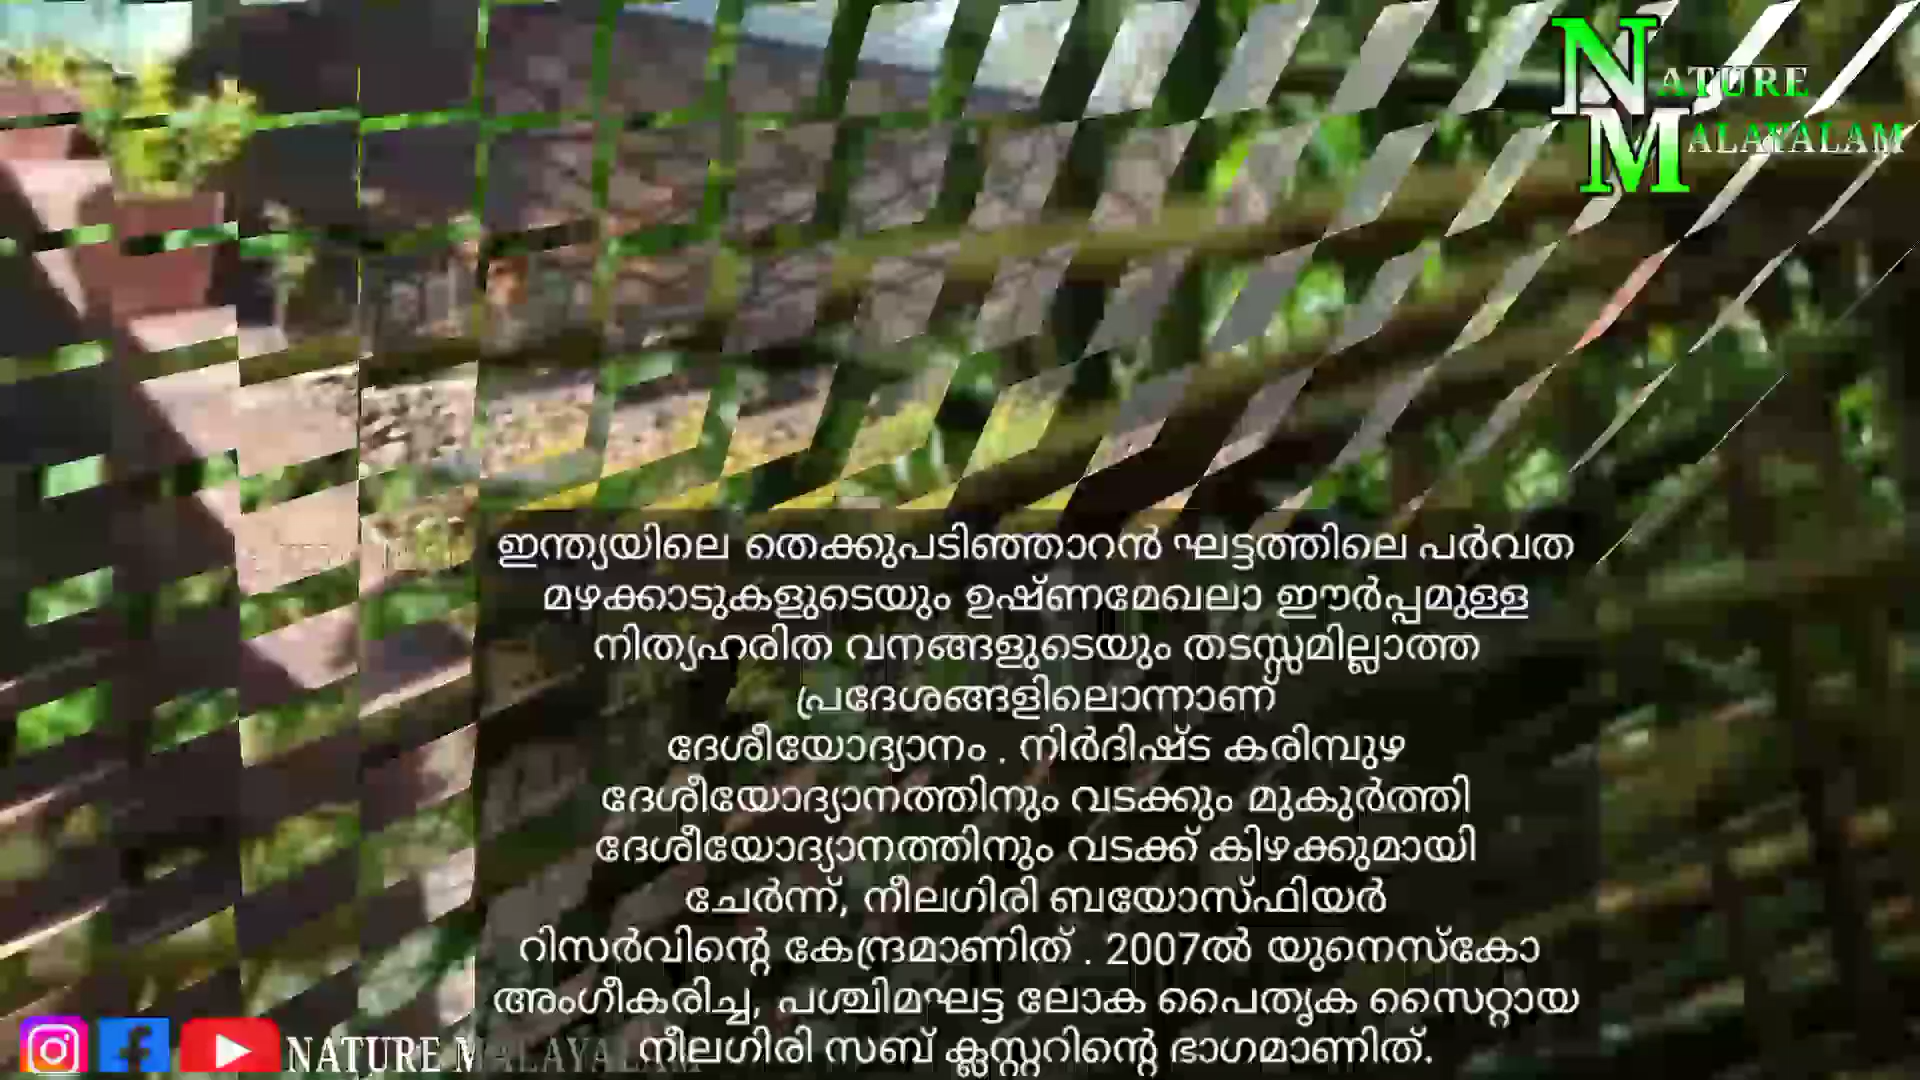 NATURE
MALAYALAM
ഇന്ത്യയിലെ തെക്കുപടിഞ്ഞാറൻ ഘട്ടത്തിലെ പർവത
മഴക്കാടുകളുടെയും ഉഷ്ണമേഖലാ ഈർപ്പമുള്ള
നിത്യഹരിത വനങ്ങളുടെയും തടസ്സമില്ലാത്ത
പ്രദേശങ്ങളിലൊന്നാണ്
ദേശീയോദ്യാനം . നിർദിഷ്ട കരിമ്പുഴ
ദേശീയോദ്യാനത്തിനും വടക്കും മുകുർത്തി
ദേശീയോദ്യാനത്തിനും വടക്ക് കിഴക്കുമായി
ചേർന്ന്, നീലഗിരി ബയോസ്ഫിയർ
റിസർവിന്റെ കേന്ദ്രമാണിത് . 2007ൽ യുനെസ്കോ
അംഗീകരിച്ച, പശ്ചിമഘട്ട ലോക പൈതൃക സൈറ്റായ
നീലഗിരി സബ് ക്ലസ്റ്ററിന്റെ ഭാഗമാണിത്.
NATURE MALAYALAM